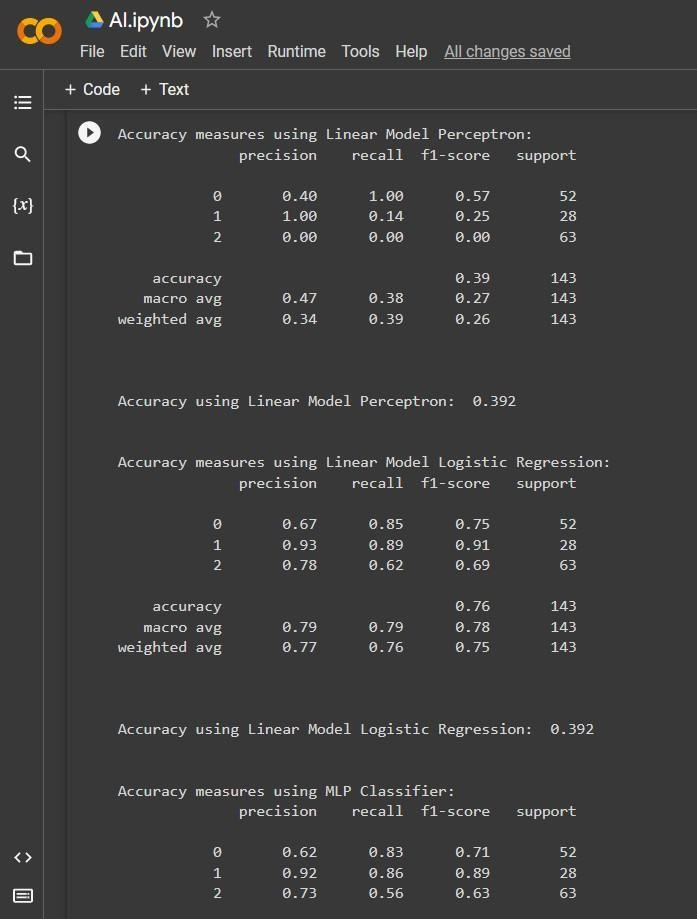 AI.ipynb
File Edit View Insert Runtime Tools Help All changes saved
+ Code + Text
{x}
Accuracy measures using Linear Model Perceptron:
precision recall f1-score support
0 0.40 1.00 0.57 52
1 1.00 0.14 0.25 28
2 0.00 0.00 0.00 63
accuracy 0.39 143
macro avg 0.47 0.38 0.27 143
weighted avg 0.34 0.39 0.26 143
Accuracy using Linear Model Perceptron: 0.392
Accuracy measures using Linear Model Logistic Regression:
precision recall f1-score support
0 0.67 0.85 0.75 52
1 0.93 0.89 0.91 28
2 0.78 0.62 0.69 63
accuracy 0.76 143
macro avg 0.79 0.79 0.78 143
weighted avg 0.77 0.76 0.75 143
Accuracy using Linear Model Logistic Regression: 0.392
Accuracy measures using MLP Classifier:
precision recall f1-score support
0 0.62 0.83 0.71 52
1 0.92 0.86 0.89 28
2 0.73 0.56 0.63 63